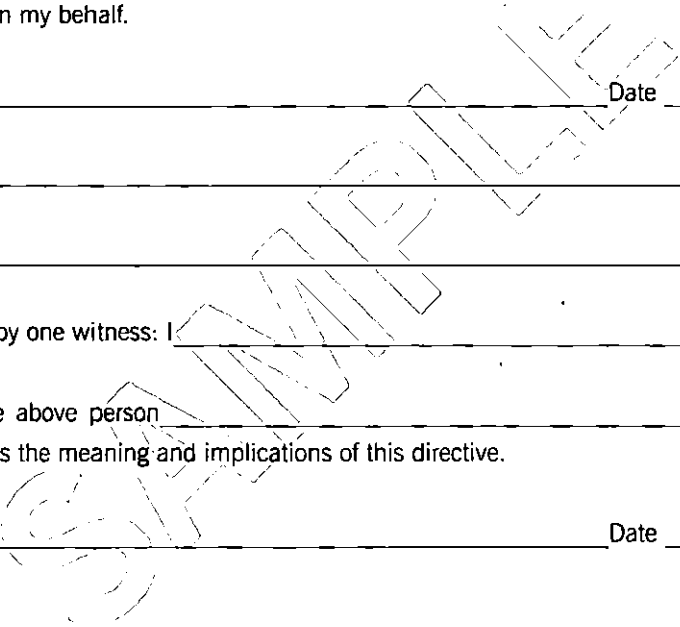 n my behalf.
Date
by one witness: I
e above person
s the meaning and implications of this directive.
Date
SAMPLE